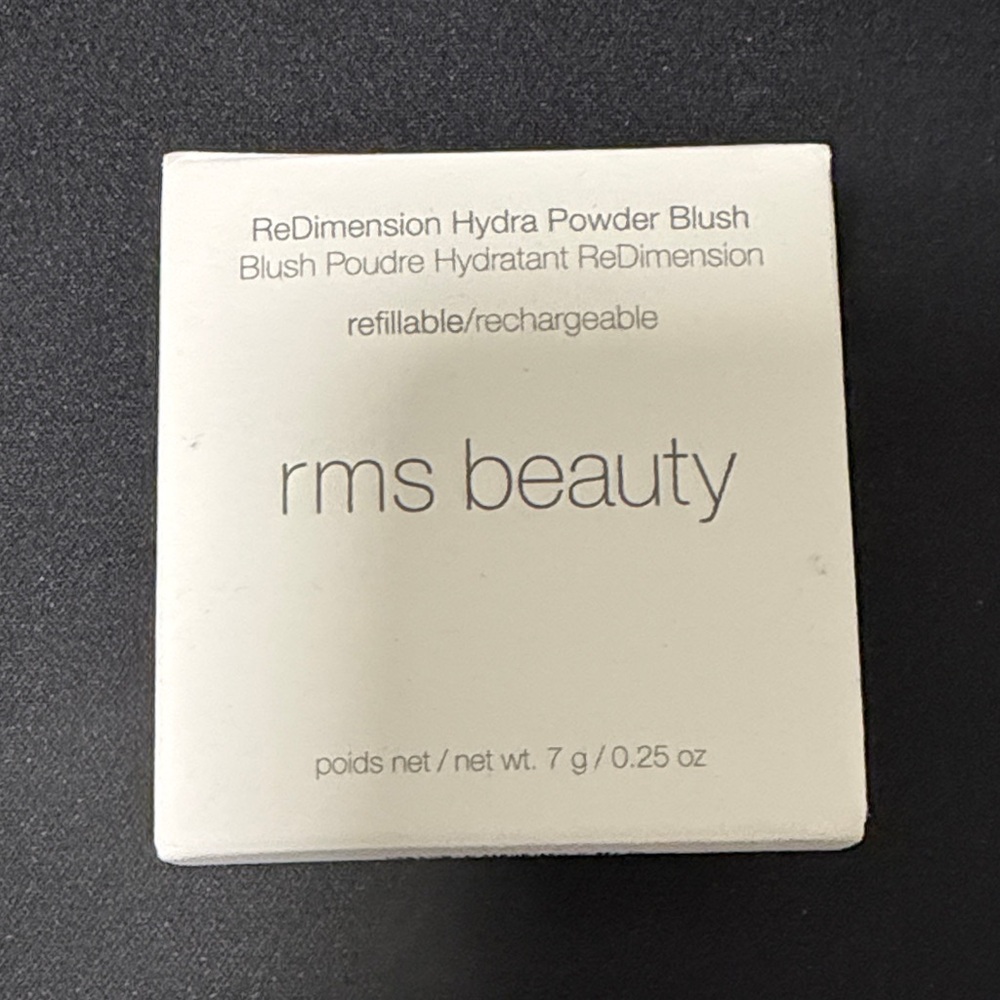 ReDimension Hydra Powder Blush
Blush Poudre Hydratant ReDimension
refillable/rechargeable
rms beauty
poids net / net wt. 7 g / 0.25 oz